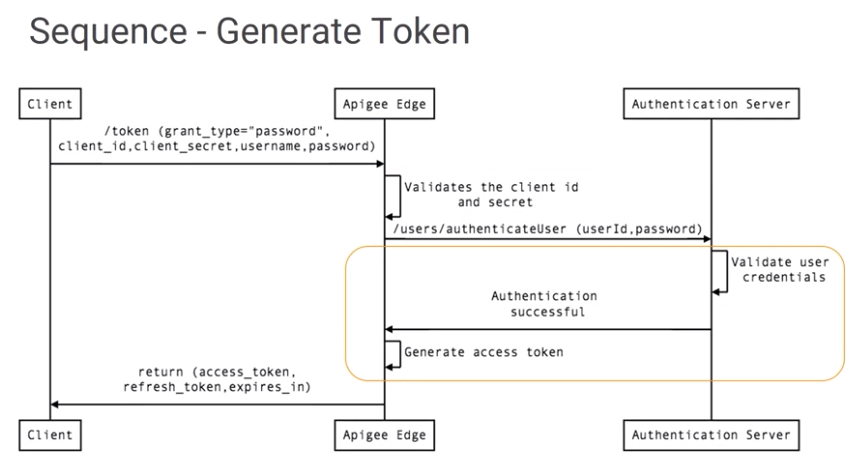 Sequence - Generate Token
Client
Apigee Edge
Authentication Server
/token (grant_type="password",
client_id,client_secret,username,password)
Validates the client id
and secret
/users/authenticateUser (userId,password)
Validate user
credentials
Authentication
successful
Generate access token
return (access_token,
refresh_token,expires_in)
Client
Apigee Edge
Authentication Server